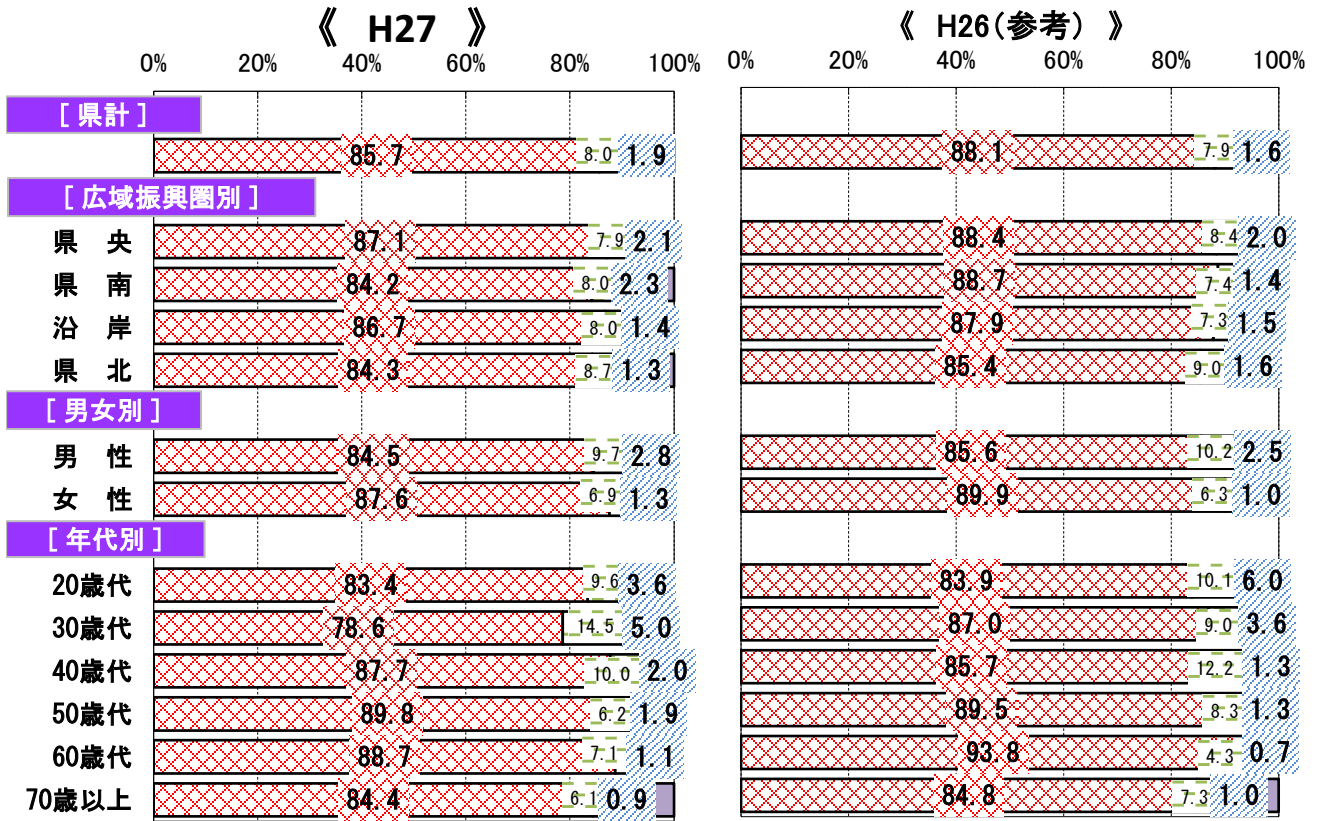 《 H27 》 《 H26(参考) 》
0% 20% 40% 60% 80% 100% 0% 20% 40% 60% 80% 100%
[ 県計 ]
85.7 8.0 1.9 88.1 7.9 1.6
[ 広域振興圏別 ]
県 央 87.1 7.9 2.1 88.4 8.4 2.0
県 南 84.2 8.0 2.3 88.7 7.4 1.4
沿 岸 86.7 8.0 1.4 87.9 7.3 1.5
県 北 84.3 8.7 1.3 85.4 9.0 1.6
[ 男女別 ]
男 性 84.5 9.7 2.8 85.6 10.2 2.5
女 性 87.6 6.9 1.3 89.9 6.3 1.0
[ 年代別 ]
20歳代 83.4 9.6 3.6 83.9 10.1 6.0
30歳代 78.6 14.5 5.0 87.0 9.0 3.6
40歳代 87.7 10.0 2.0 85.7 12.2 1.3
50歳代 89.8 6.2 1.9 89.5 8.3 1.3
60歳代 88.7 7.1 1.1 93.8 4.3 0.7
70歳以上 84.4 6.1 0.9 84.8 7.3 1.0